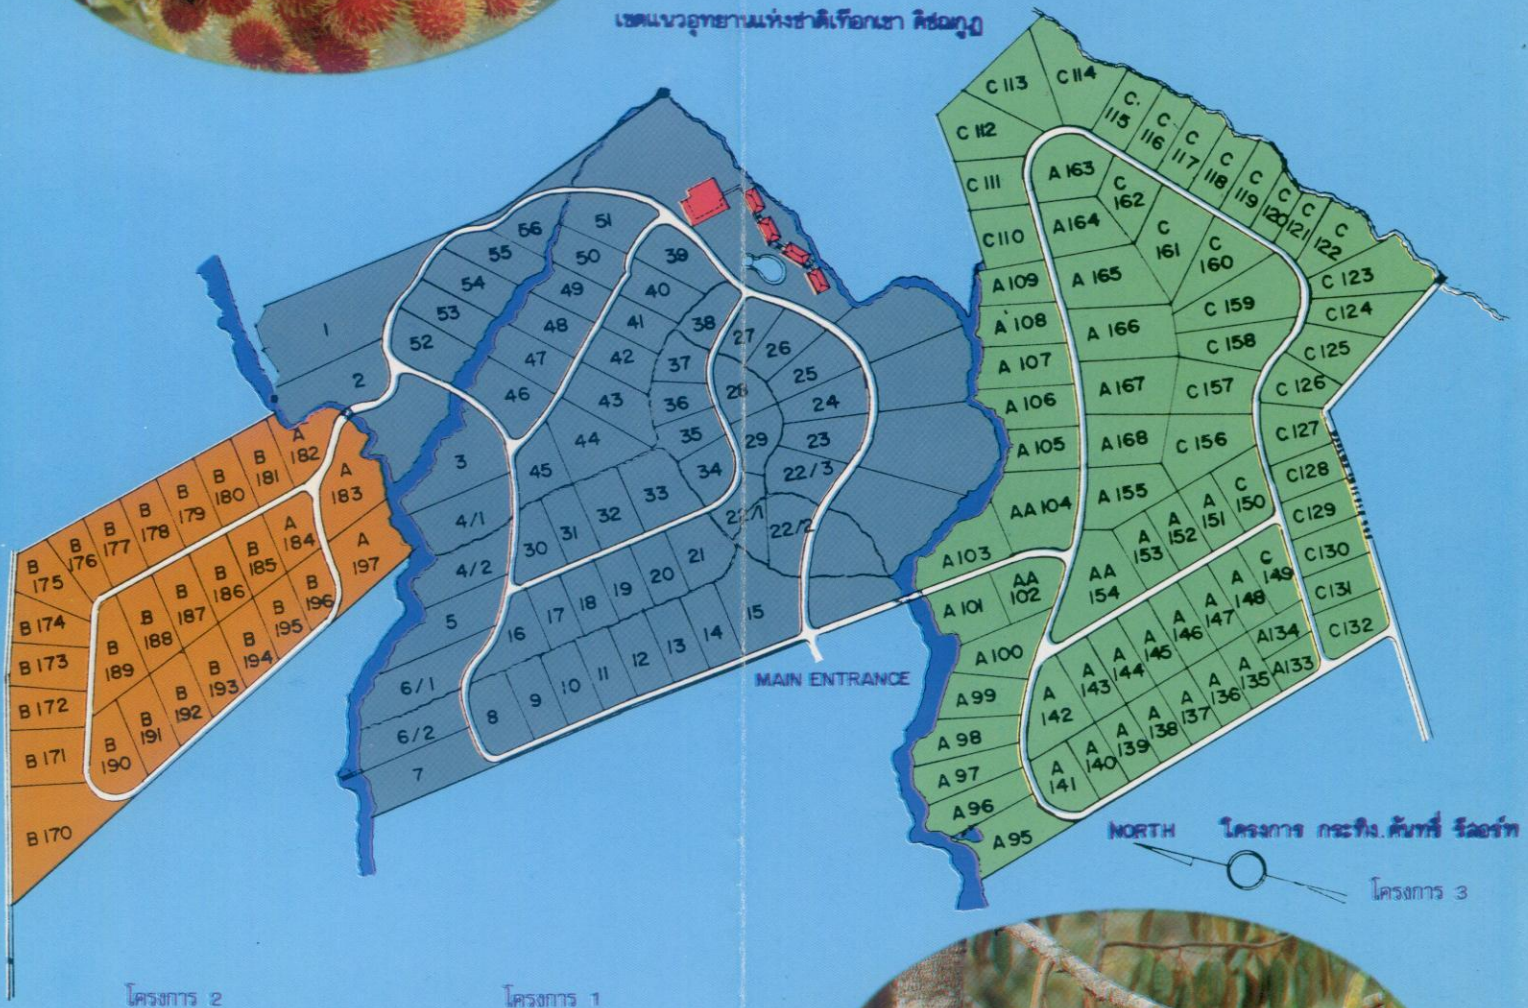 เขตแนวอุทยานแห่งชาติเทือกเขา คิชฌกูฏ
C 113
C 114
C 115
C 116
C 117
C 118
C 119
C 120
C 121
C 122
C 123
C 124
C 125
C 126
C 127
C 128
C 129
C 130
C 131
C 132
C 112
C 111
C 110
A 109
A 108
A 107
A 106
A 105
AA 104
A 103
A 101
AA 102
A 100
A 99
A 98
A 97
A 96
A 95
A 163
C 162
A 164
C 161
C 160
A 165
C 159
A 166
C 158
A 167
C 157
A 168
C 156
A 155
C 150
A 151
A 152
A 153
AA 154
C 149
A 148
A 147
A 146
A 145
A 144
A 143
A 142
A 134
A 133
A 135
A 136
A 137
A 138
A 139
A 140
A 141
56
55
54
53
52
51
50
49
48
47
46
39
40
41
42
43
44
45
38
37
36
35
34
33
32
31
30
27
26
25
24
23
28
29
22/3
22/1
22/2
21
20
19
18
17
16
15
14
13
12
11
10
9
8
1
2
3
4/1
4/2
5
6/1
6/2
7
A 182
B 181
B 180
B 179
B 178
B 177
B 176
B 175
B 174
B 173
B 172
B 171
B 170
A 183
A 184
B 185
B 186
B 187
B 188
B 189
B 190
B 191
B 192
B 193
B 194
B 195
B 196
A 197
MAIN ENTRANCE
NORTH
โครงการ กระทิง.คันทรี่ รีสอร์ท
โครงการ 3
โครงการ 2
โครงการ 1